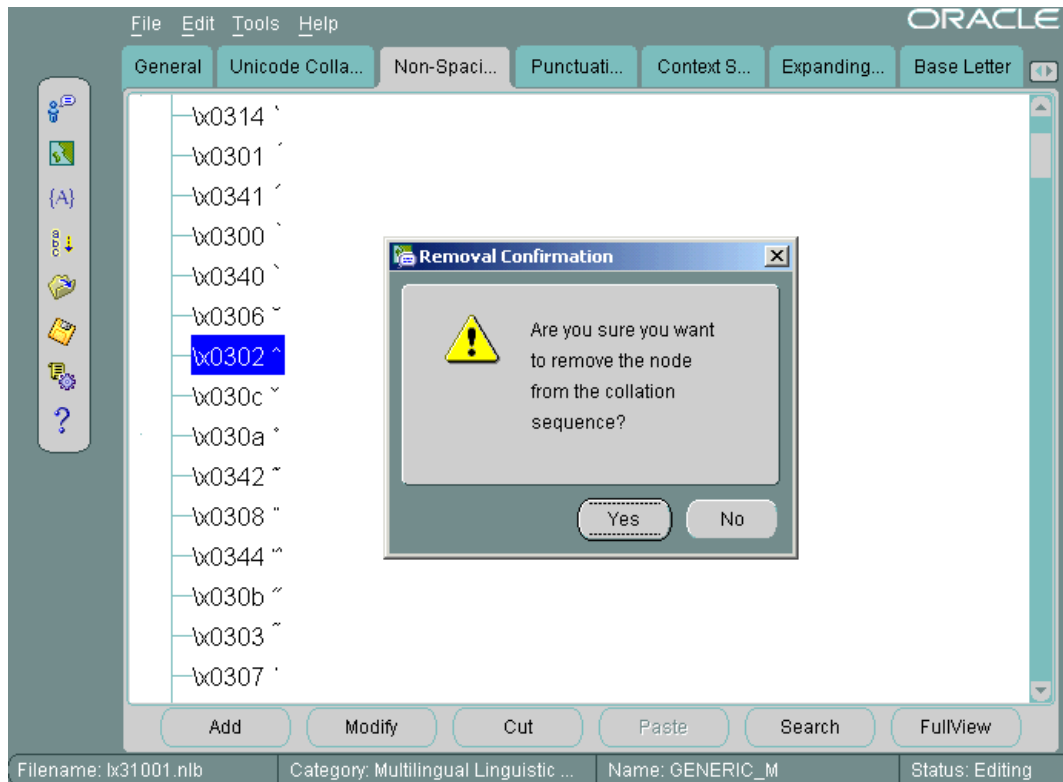 File Edit Tools Help ORACLE
General Unicode Colla... Non-Spaci... Punctuati... Context S... Expanding... Base Letter
{A}
a
b
c
?
\x0314 ̔
\x0301 ́
\x0341 ́
\x0300 ̀
\x0340 ̀
\x0306 ˘
\x0302 ^
\x030c ˇ
\x030a °
\x0342 ~
\x0308 ¨
\x0344 ̈́
\x030b ˝
\x0303 ~
\x0307 ˙
Removal Confirmation
Are you sure you want
to remove the node
from the collation
sequence?
Yes No
Add Modify Cut Paste Search FullView
Filename: lx31001.nlb Category: Multilingual Linguistic ... Name: GENERIC_M Status: Editing